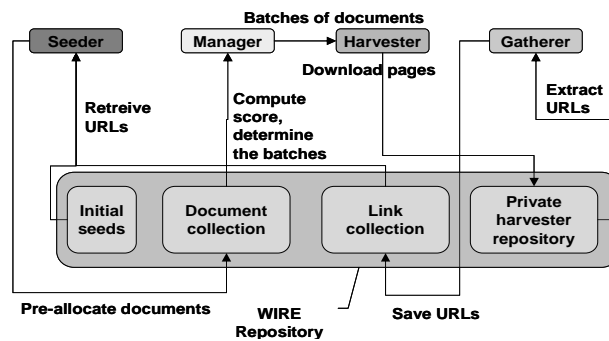 Batches of documents
Seeder
Manager
Harvester
Gatherer
Download pages
Retreive
URLs
Compute
score,
determine
the batches
Extract
URLs
Initial
seeds
Document
collection
Link
collection
Private
harvester
repository
Pre-allocate documents
WIRE
Repository
Save URLs